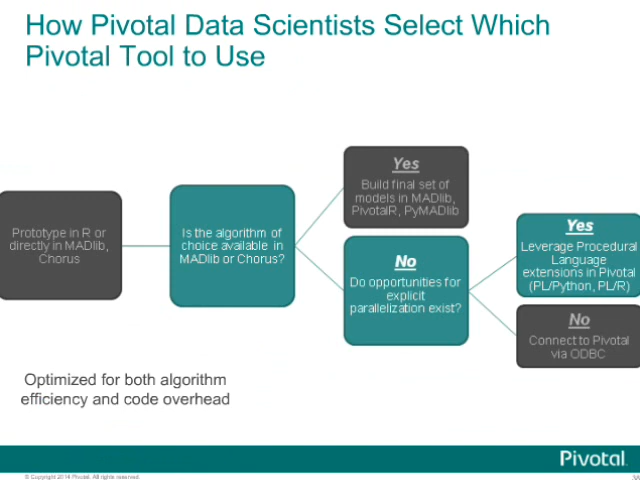 How Pivotal Data Scientists Select Which
Pivotal Tool to Use
Prototype in R or
directly in MADlib,
Chorus
Is the algorithm of
choice available in
MADlib or Chorus?
Yes
Build final set of
models in MADlib,
PivotalR, PyMADlib
No
Do opportunities for
explicit
parallelization exist?
Yes
Leverage Procedural
Language
extensions in Pivotal
(PL/Python, PL/R)
No
Connect to Pivotal
via ODBC
Optimized for both algorithm
efficiency and code overhead
Pivotal
© Copyright 2014 Pivotal. All rights reserved.